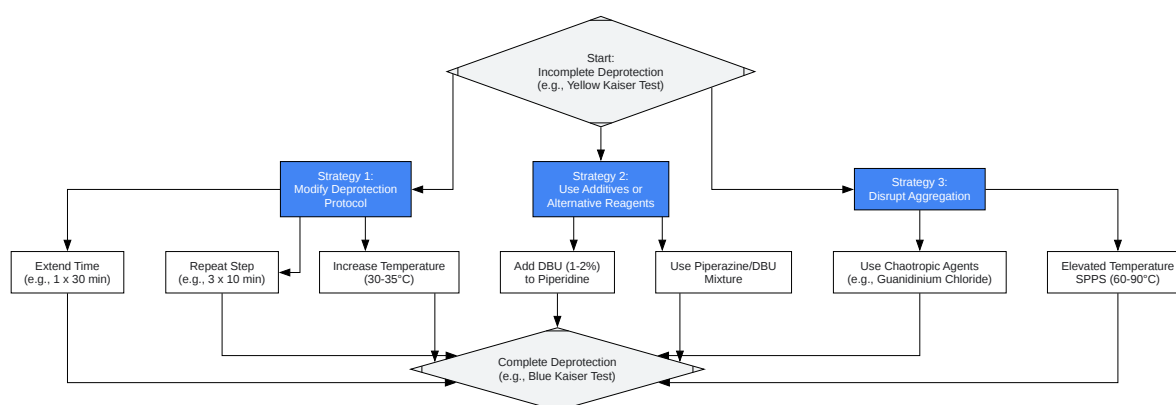 Start:
Incomplete Deprotection
(e.g., Yellow Kaiser Test)
Strategy 1:
Modify Deprotection
Protocol
Strategy 2:
Use Additives or
Alternative Reagents
Strategy 3:
Disrupt Aggregation
Extend Time
(e.g., 1 x 30 min)
Repeat Step
(e.g., 3 x 10 min)
Increase Temperature
(30-35°C)
Add DBU (1-2%)
to Piperidine
Use Piperazine/DBU
Mixture
Use Chaotropic Agents
(e.g., Guanidinium Chloride)
Elevated Temperature
SPPS (60-90°C)
Complete Deprotection
(e.g., Blue Kaiser Test)